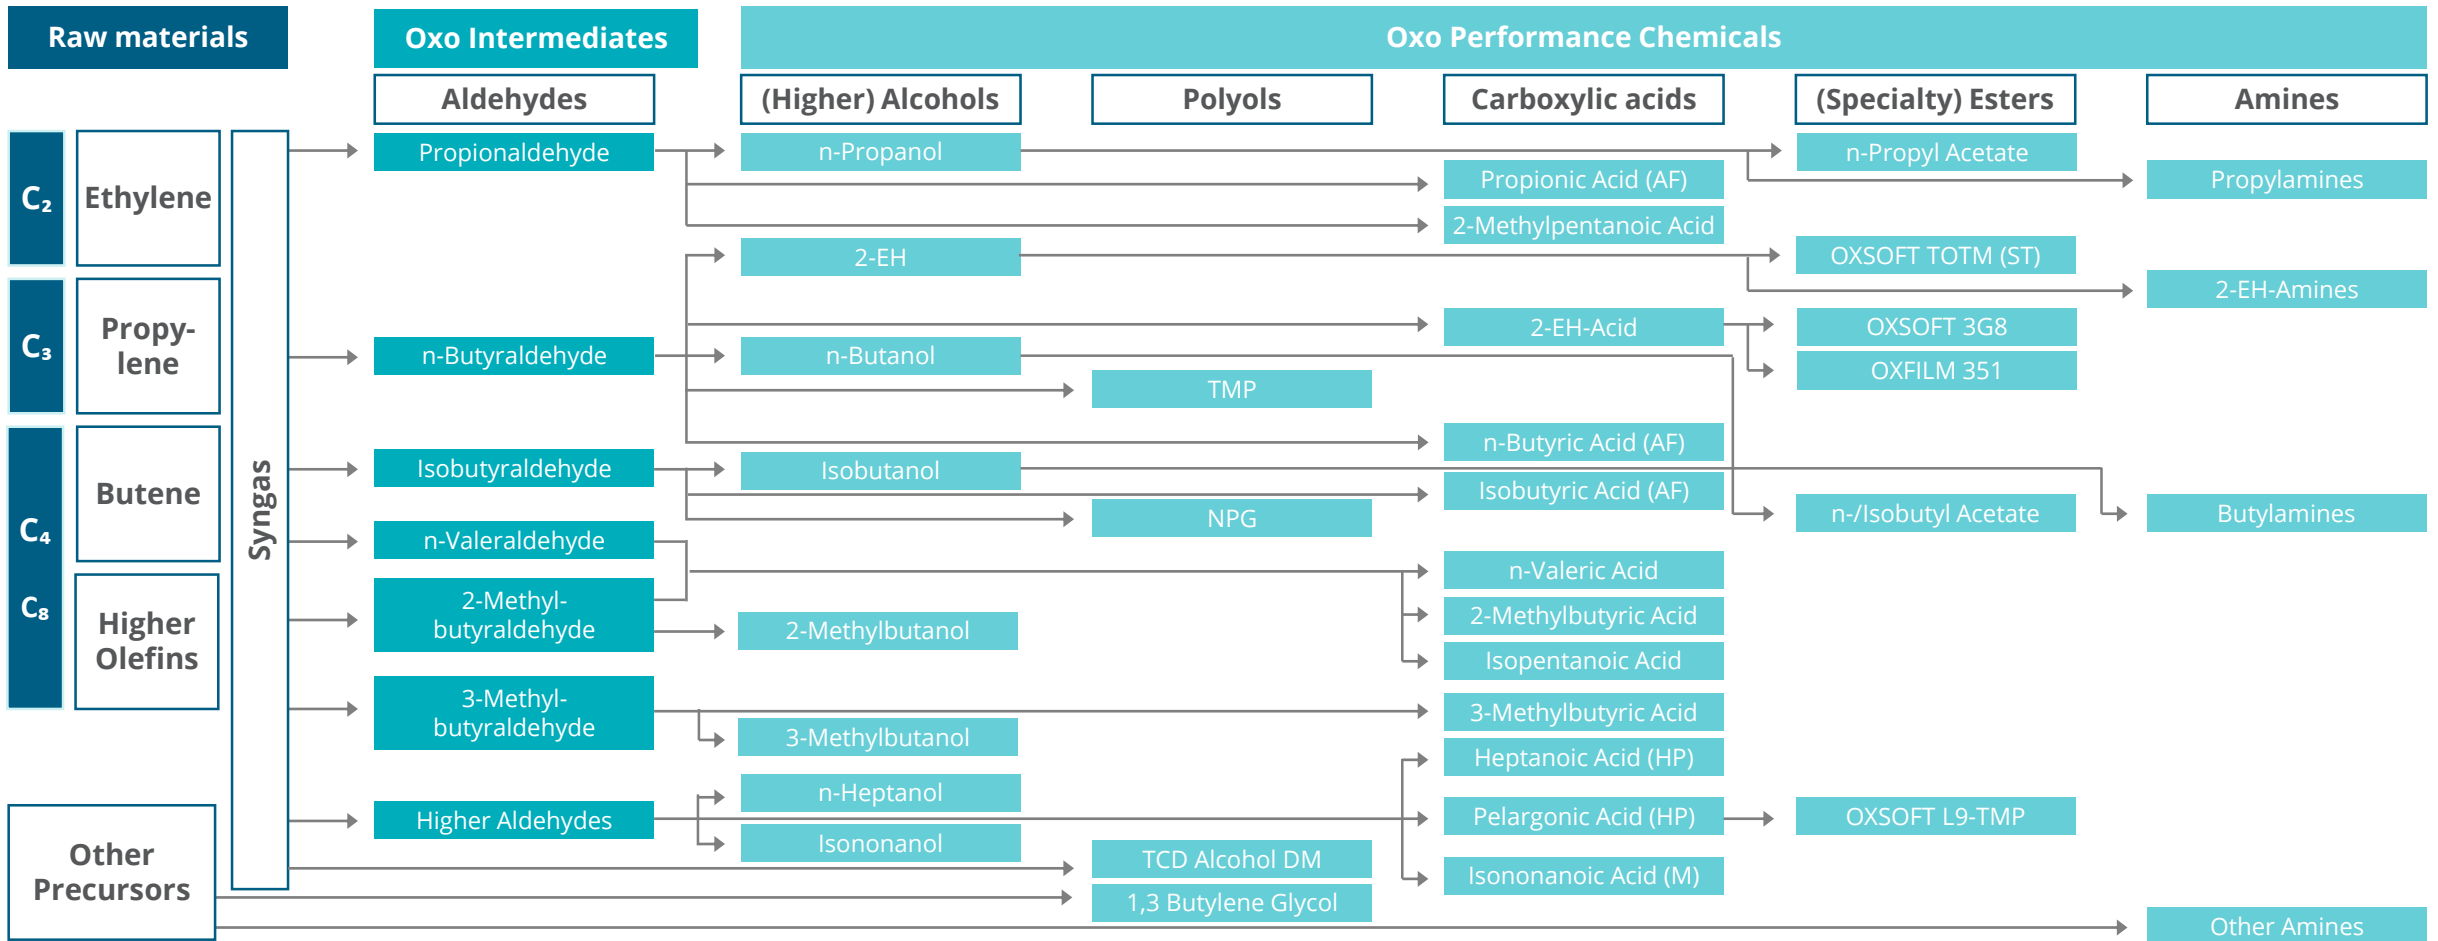 Raw materials
Oxo Intermediates
Oxo Performance Chemicals
Aldehydes
(Higher) Alcohols
Polyols
Carboxylic acids
(Specialty) Esters
Amines
C₂
Ethylene
C₃
Propy-
lene
C₄
Butene
C₈
Higher
Olefins
Other
Precursors
Syngas
Propionaldehyde
n-Propanol
n-Propyl Acetate
Propionic Acid (AF)
Propylamines
2-Methylpentanoic Acid
2-EH
OXSOFT TOTM (ST)
2-EH-Amines
2-EH-Acid
OXSOFT 3G8
n-Butyraldehyde
n-Butanol
OXFILM 351
TMP
n-Butyric Acid (AF)
Isobutyraldehyde
Isobutanol
Isobutyric Acid (AF)
NPG
n-/Isobutyl Acetate
Butylamines
n-Valeraldehyde
n-Valeric Acid
2-Methyl-
butyraldehyde
2-Methylbutanol
2-Methylbutyric Acid
Isopentanoic Acid
3-Methyl-
butyraldehyde
3-Methylbutyric Acid
3-Methylbutanol
Heptanoic Acid (HP)
n-Heptanol
Higher Aldehydes
Pelargonic Acid (HP)
OXSOFT L9-TMP
Isononanol
TCD Alcohol DM
Isononanoic Acid (M)
1,3 Butylene Glycol
Other Amines